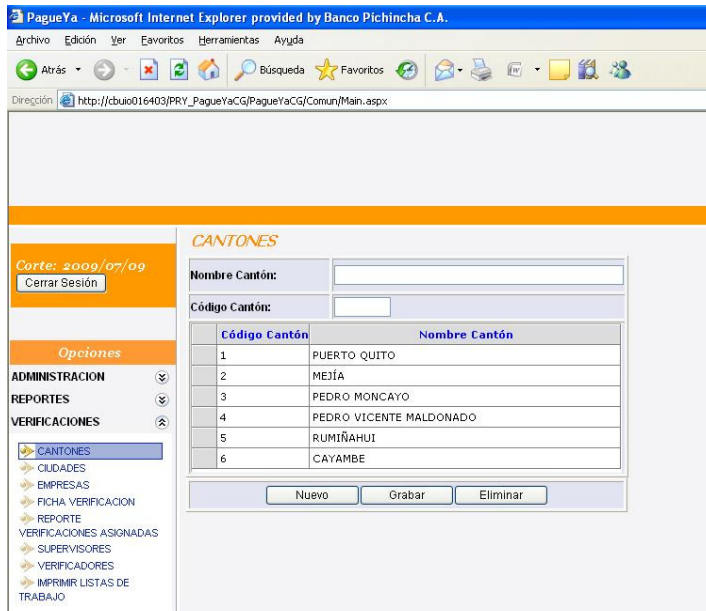 PagueYa - Microsoft Internet Explorer provided by Banco Pichincha C.A.
Archivo Edición Ver Favoritos Herramientas Ayuda
Atrás Búsqueda Favoritos
Dirección http://cbuio016403/PRY_PagueYaCG/PagueYaCG/Comun/Main.aspx
Corte: 2009/07/09
Cerrar Sesión
Opciones
ADMINISTRACION
REPORTES
VERIFICACIONES
CANTONES
CIUDADES
EMPRESAS
FICHA VERIFICACION
REPORTE
VERIFICACIONES ASIGNADAS
SUPERVISORES
VERIFICADORES
IMPRIMIR LISTAS DE
TRABAJO
CANTONES
Nombre Cantón:
Código Cantón:
Código Cantón Nombre Cantón
1 PUERTO QUITO
2 MEJÍA
3 PEDRO MONCAYO
4 PEDRO VICENTE MALDONADO
5 RUMIÑAHUI
6 CAYAMBE
Nuevo Grabar Eliminar